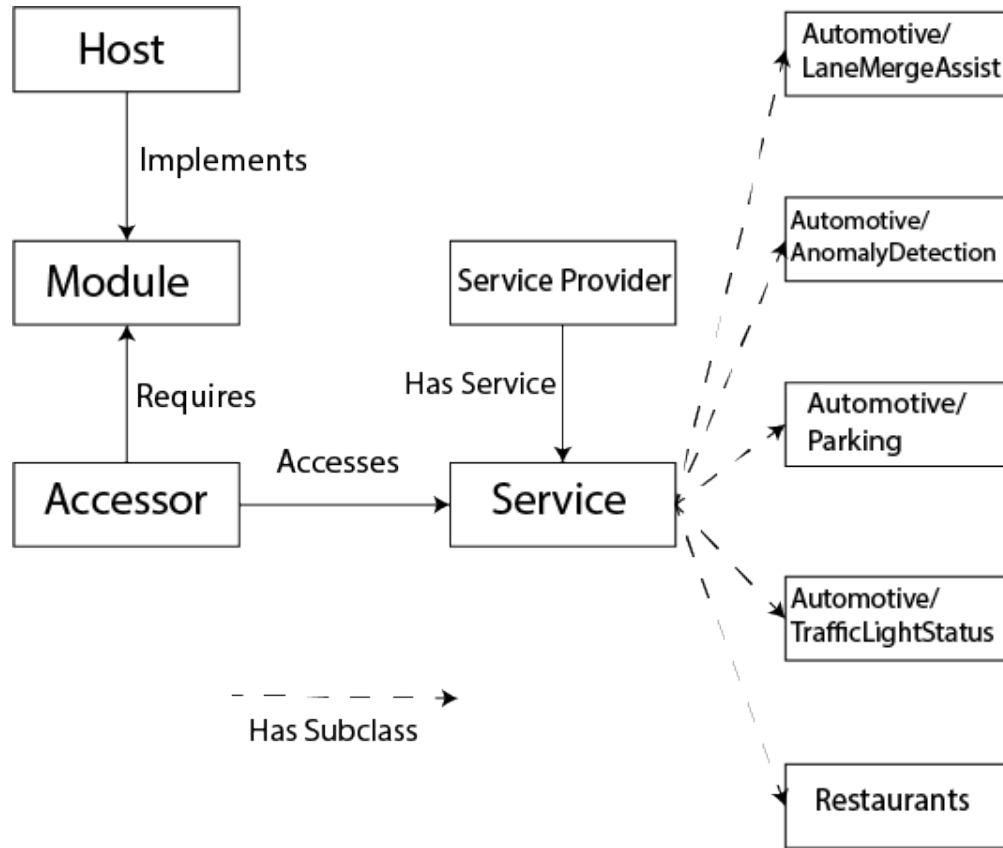 Host
Automotive/
LaneMergeAssist
Implements
Automotive/
AnomalyDetection
Module
Service Provider
Requires
Has Service
Automotive/
Parking
Accesses
Accessor
Service
Automotive/
TrafficLightStatus
Has Subclass
Restaurants